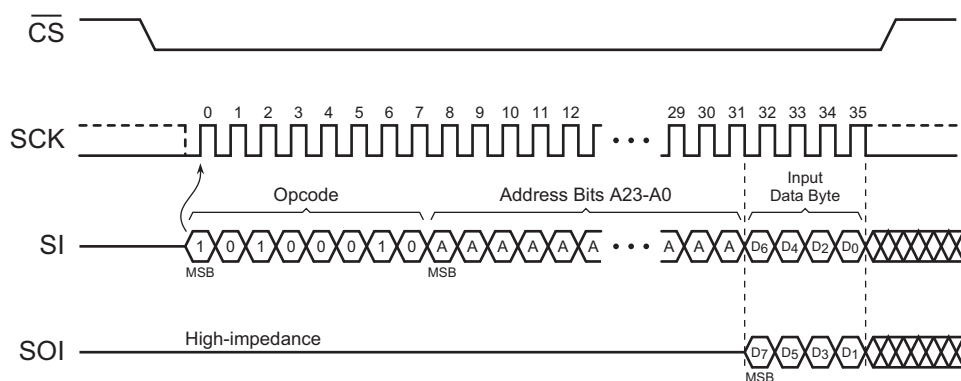 CS
0 1 2 3 4 5 6 7 8 9 10 11 12 29 30 31 32 33 34 35
SCK
Opcode
Address Bits A23-A0
Input
Data Byte
SI
1 0 1 0 0 0 1 0 A A A A A A A A A D6 D4 D2 D0
MSB MSB
High-impedance
SOI
D7 D5 D3 D1
MSB